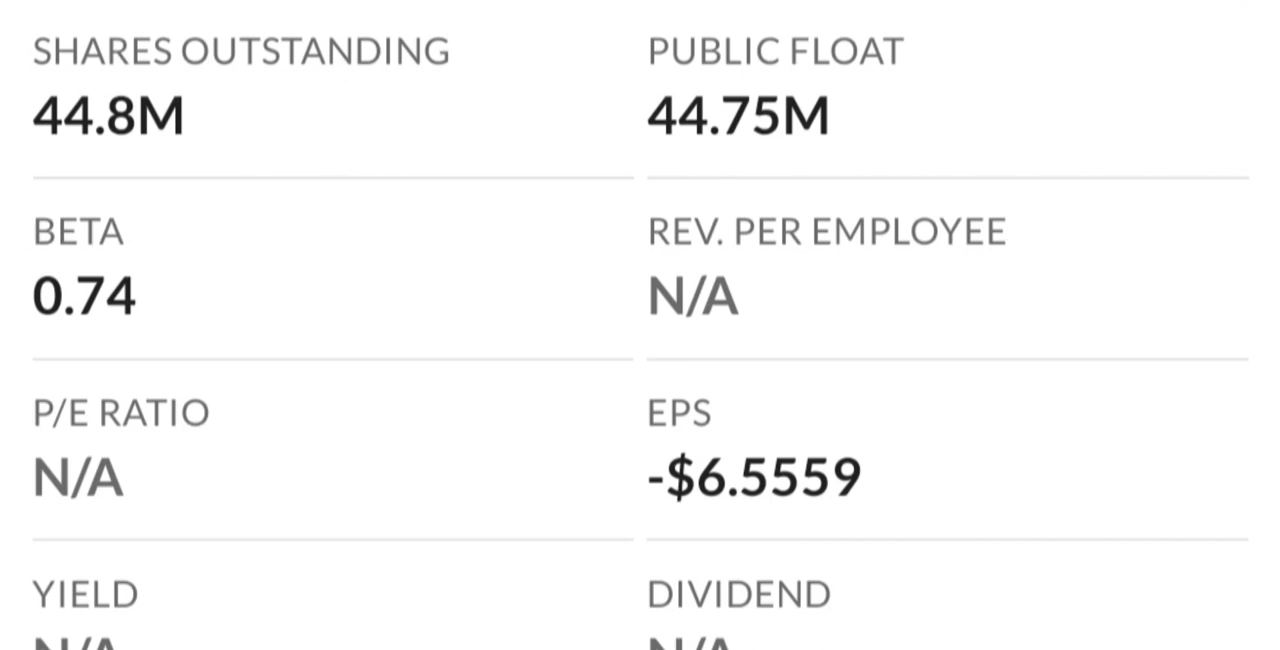 SHARES OUTSTANDING
44.8M
PUBLIC FLOAT
44.75M
BETA
0.74
REV. PER EMPLOYEE
N/A
P/E RATIO
N/A
EPS
-$6.5559
YIELD
N/A
DIVIDEND
N/A